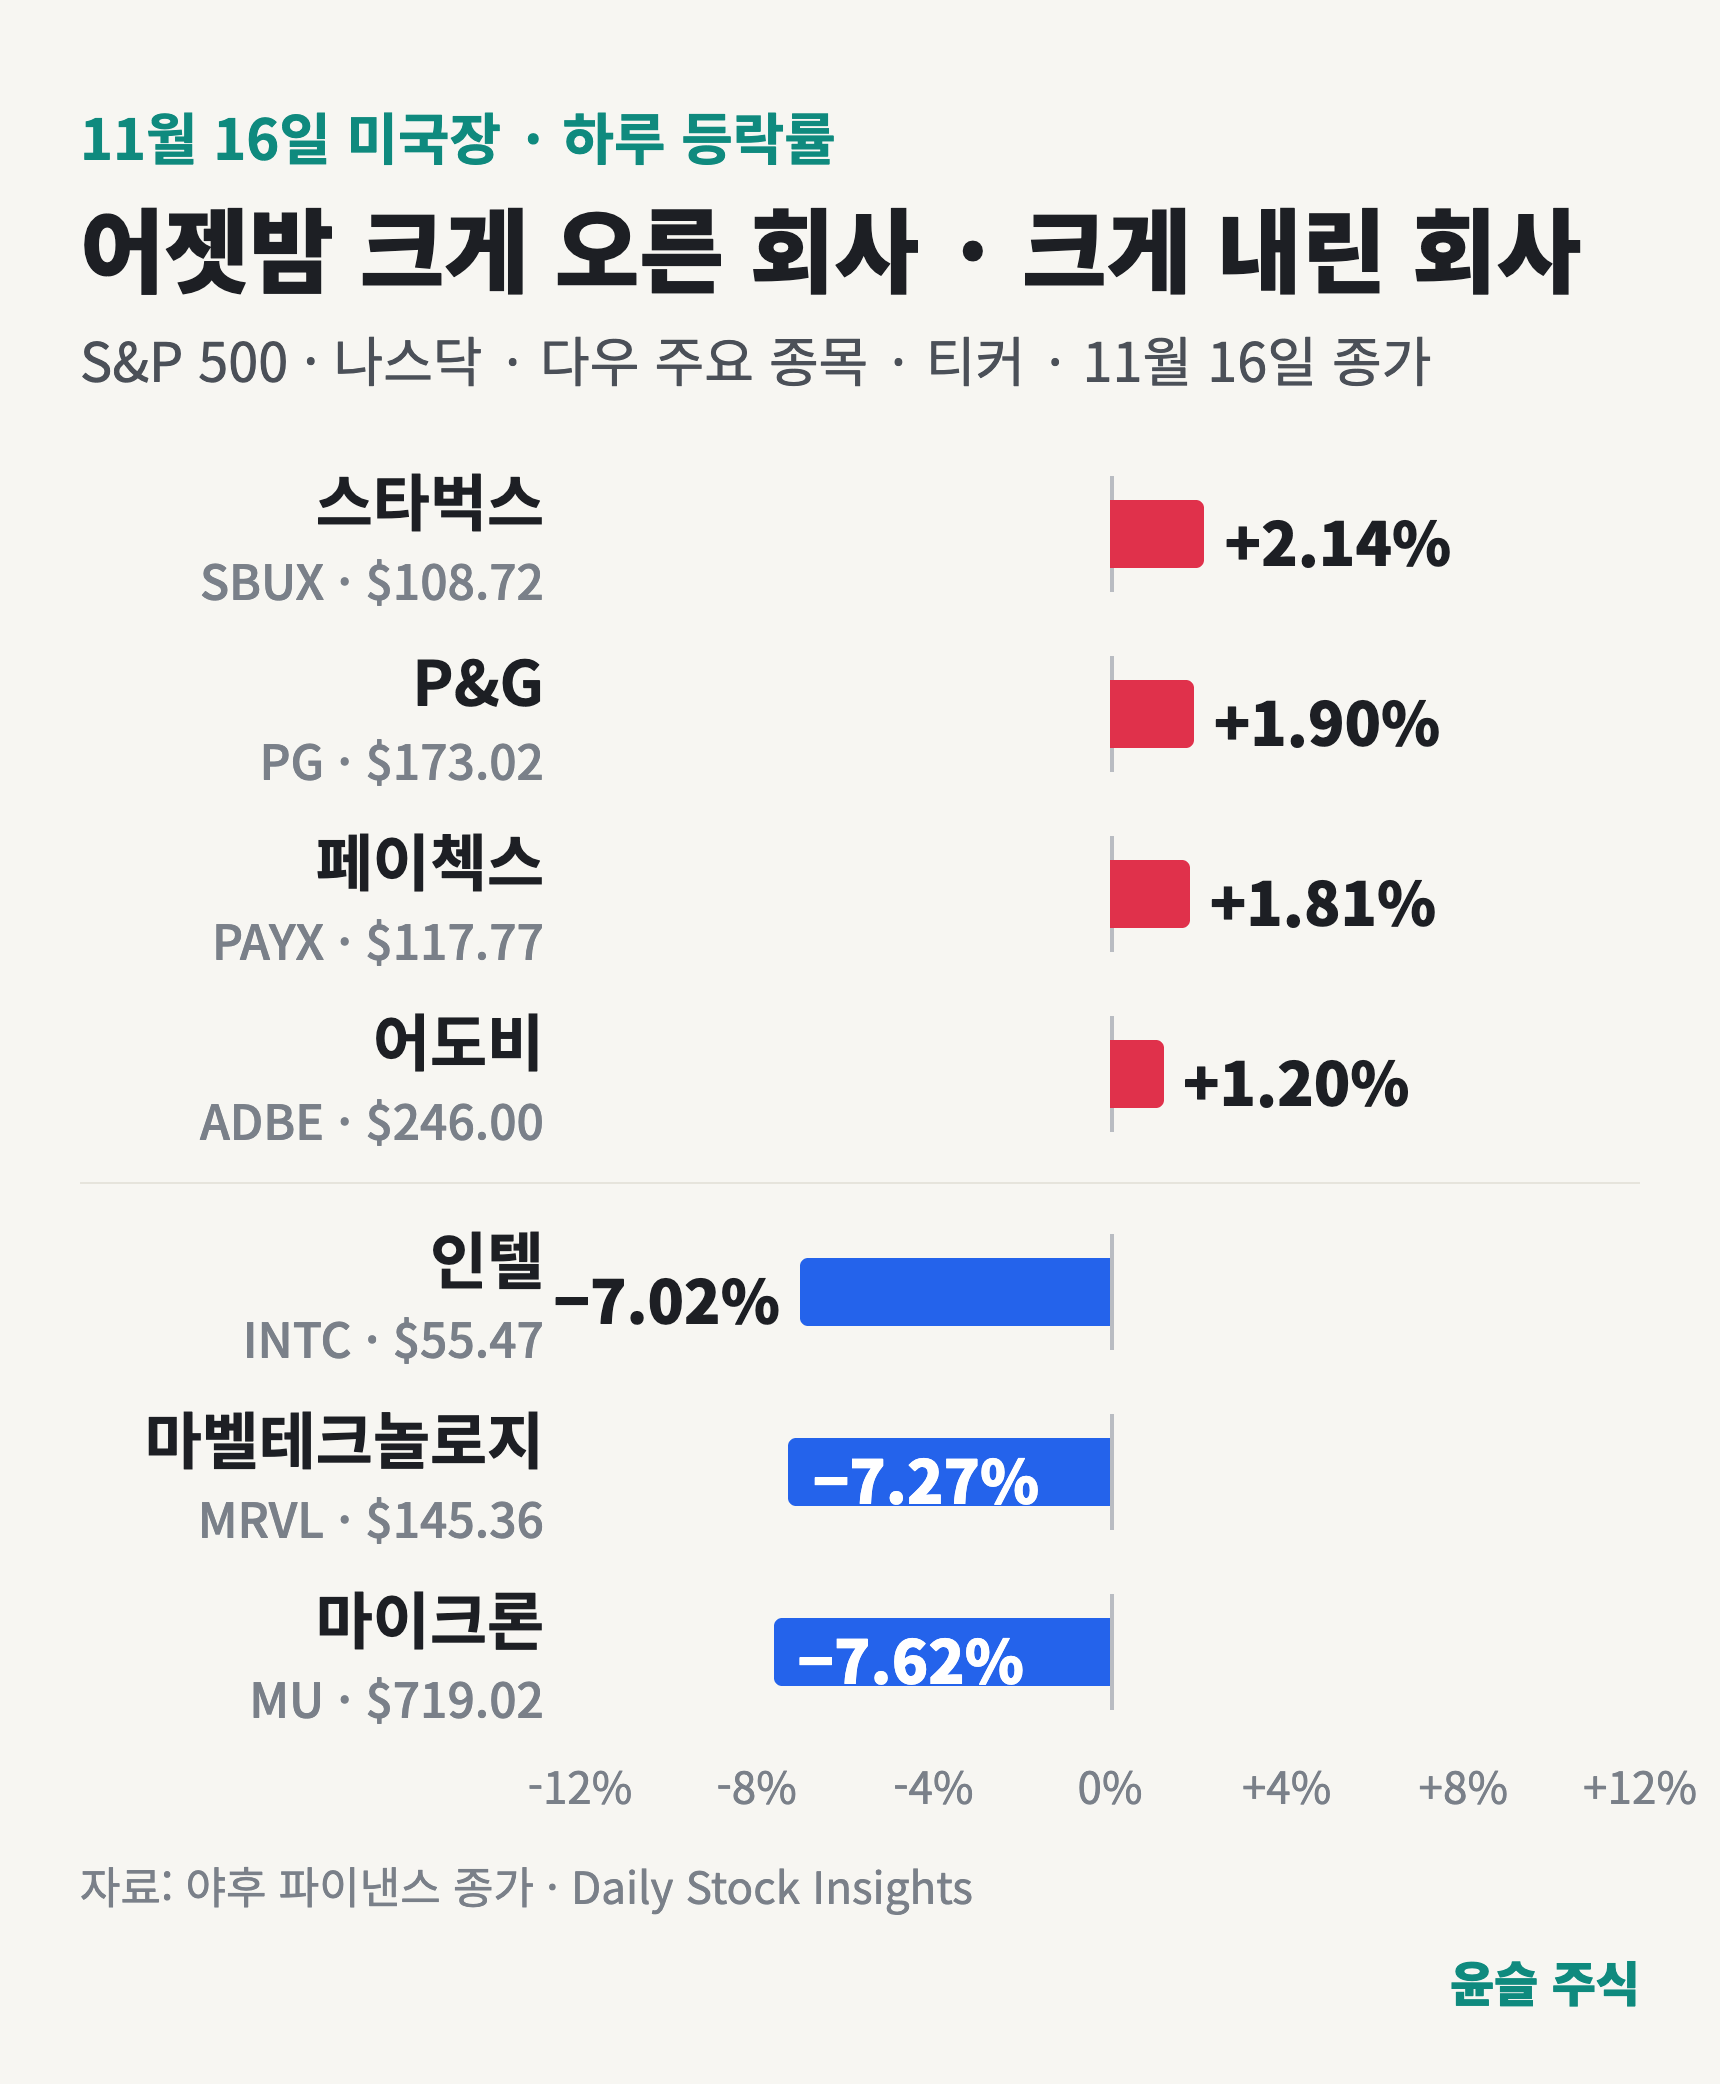 11월 16일 미국장 · 하루 등락률
어젯밤 크게 오른 회사 · 크게 내린 회사
S&P 500 · 나스닥 · 다우 주요 종목 · 티커 · 11월 16일 종가
스타벅스
SBUX · $108.72
+2.14%
P&G
PG · $173.02
+1.90%
페이첵스
PAYX · $117.77
+1.81%
어도비
ADBE · $246.00
+1.20%
인텔
INTC · $55.47
−7.02%
마벨테크놀로지
MRVL · $145.36
−7.27%
마이크론
MU · $719.02
−7.62%
-12% -8% -4% 0% +4% +8% +12%
자료: 야후 파이낸스 종가 · Daily Stock Insights
윤슬 주식